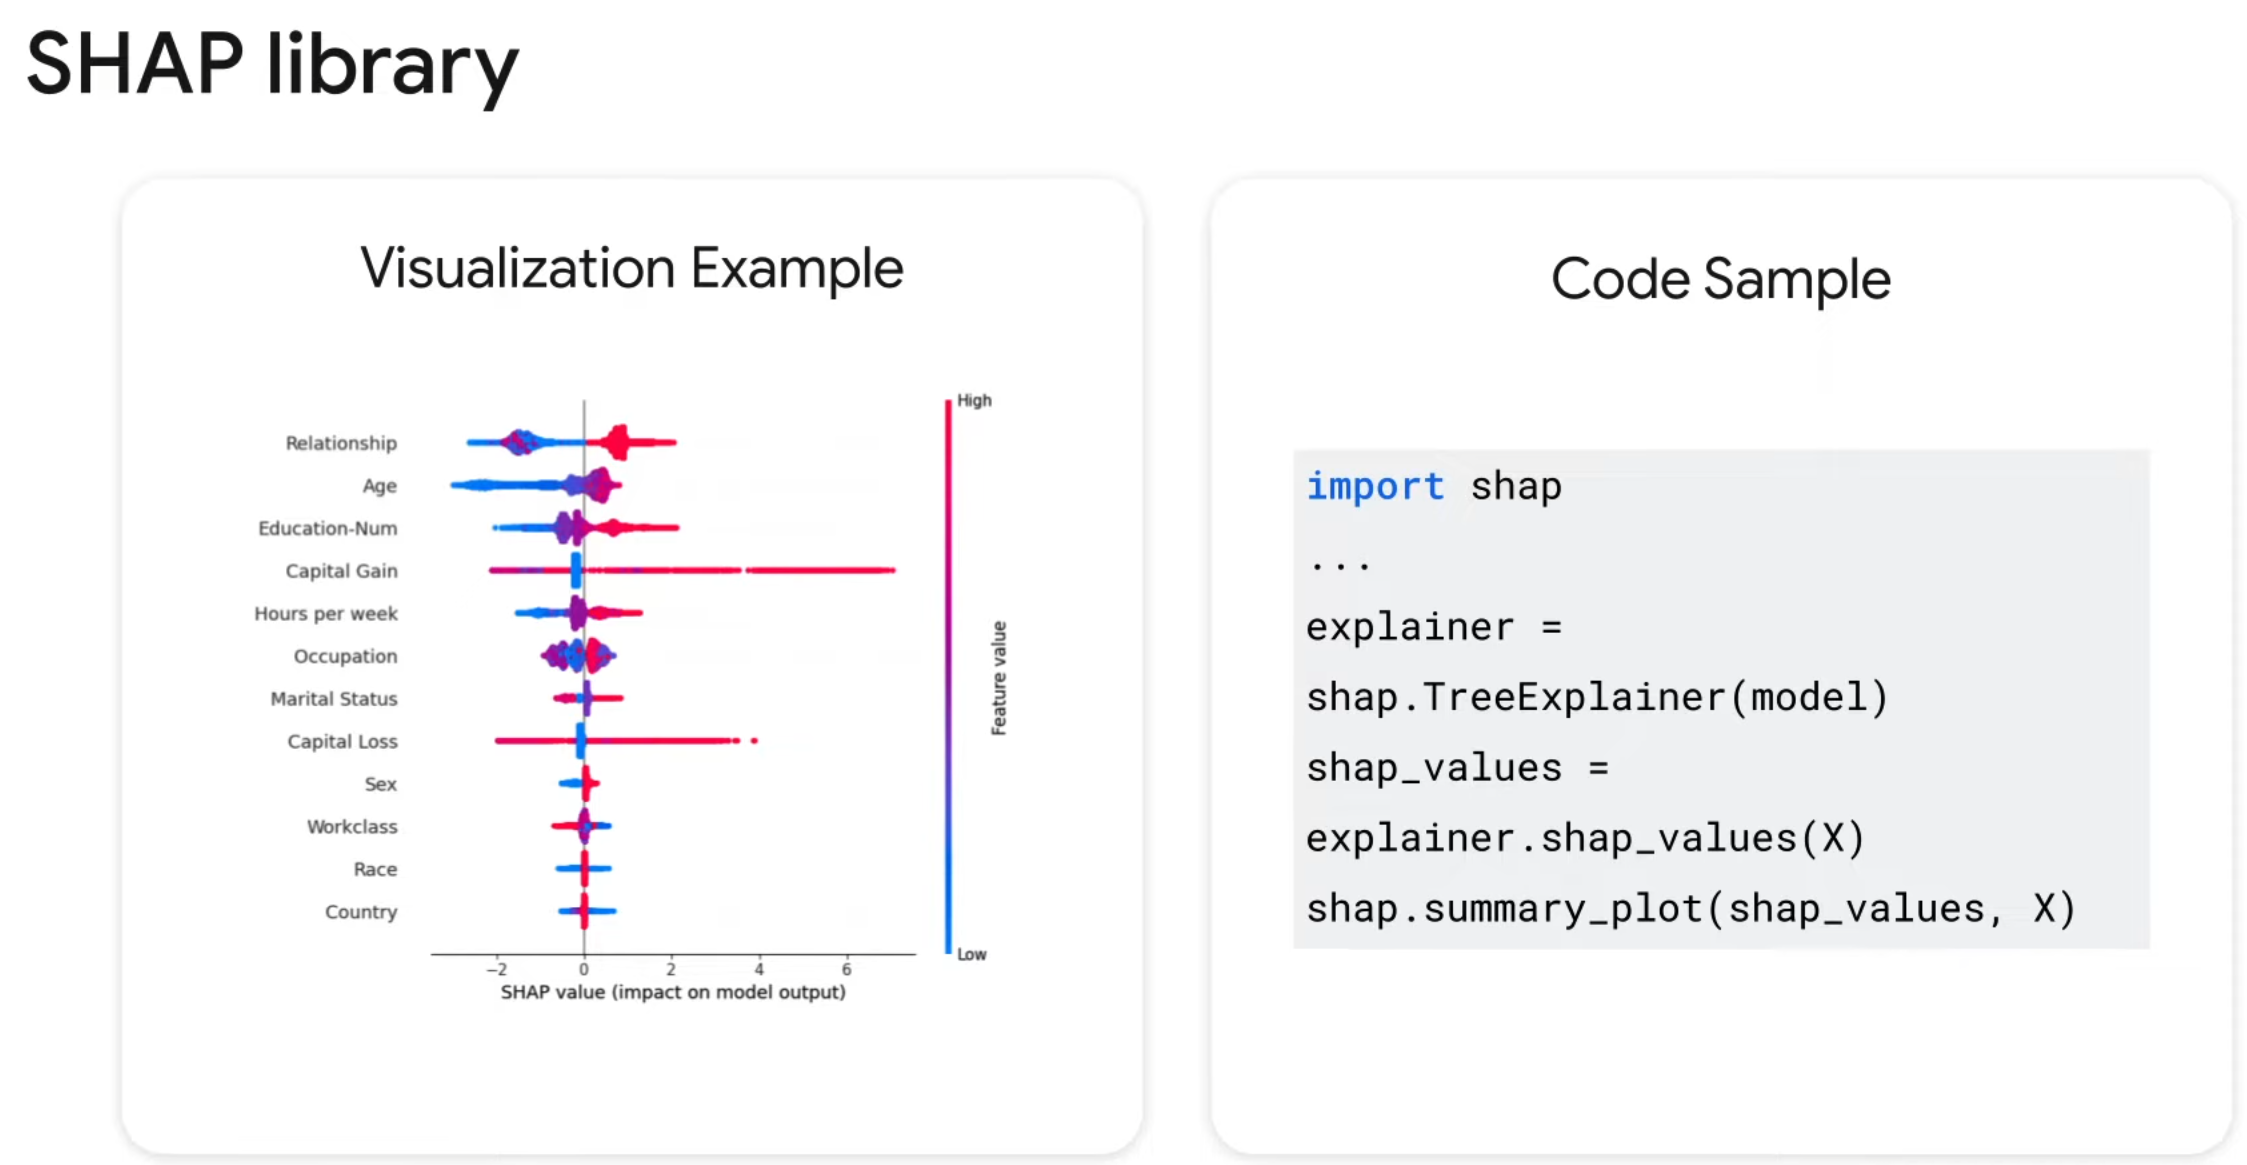 SHAP library
Visualization Example
High
Relationship
Age
Education-Num
Capital Gain
Hours per week
Occupation
Marital Status
Capital Loss
Sex
Workclass
Race
Country
Feature value
Low
−2 0 2 4 6
SHAP value (impact on model output)
Code Sample
import shap
...
explainer =
shap.TreeExplainer(model)
shap_values =
explainer.shap_values(X)
shap.summary_plot(shap_values, X)